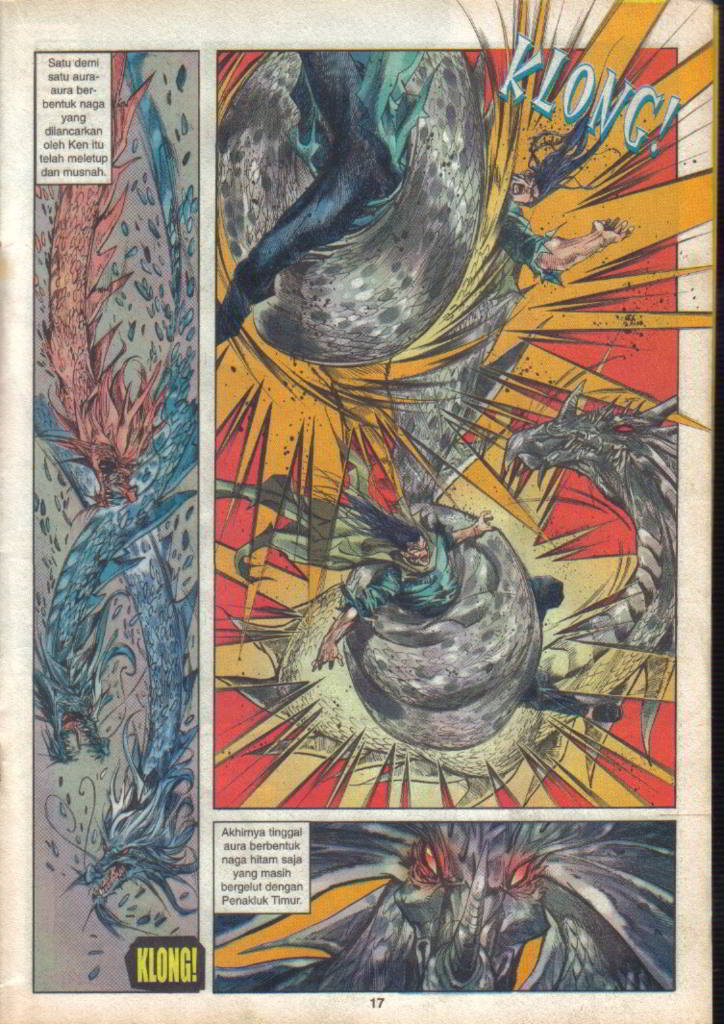 Satu demi
satu aura-
aura ber-
bentuk naga
yang
dilancarkan
oleh Ken itu
telah meletup
dan musnah.
KLONG!
KLONG!
Akhirnya tinggal
aura berbentuk
naga hitam saja
yang masih
bergelut dengan
Penakluk Timur.
17